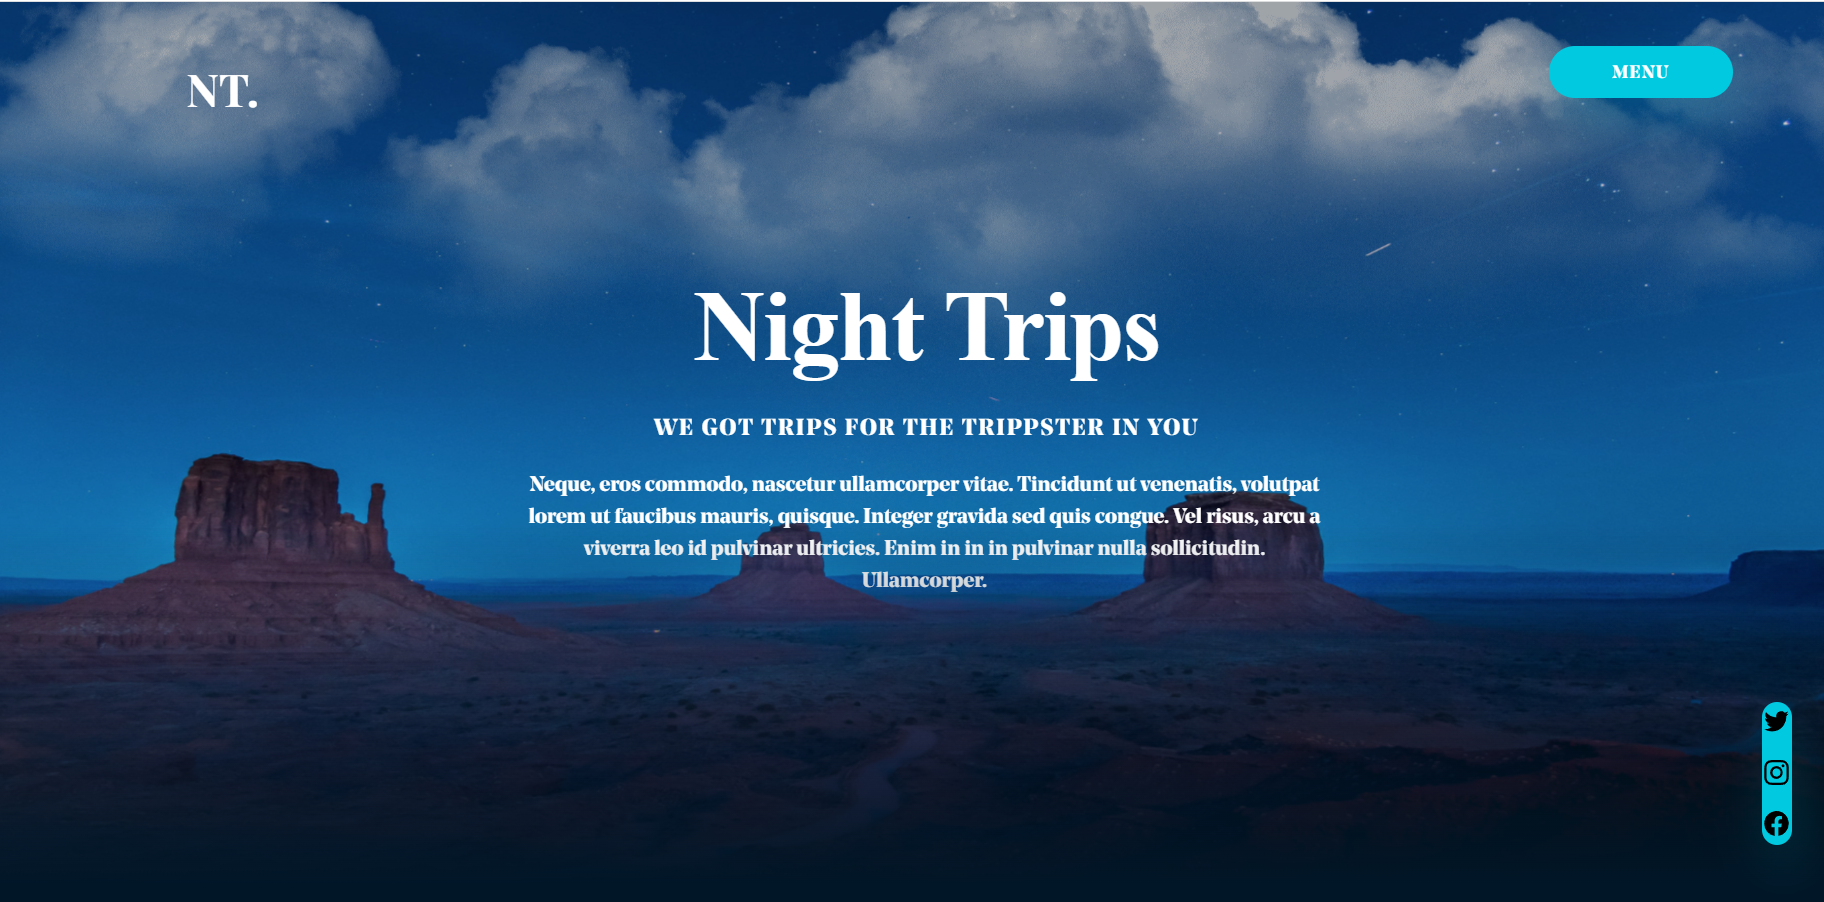 NT.
MENU
Night Trips
WE GOT TRIPS FOR THE TRIPPSTER IN YOU
Neque, eros commodo, nascetur ullamcorper vitae. Tincidunt ut venenatis, volutpat
lorem ut faucibus mauris, quisque. Integer gravida sed quis congue. Vel risus, arcu a
viverra leo id pulvinar ultricies. Enim in in in pulvinar nulla sollicitudin.
Ullamcorper.